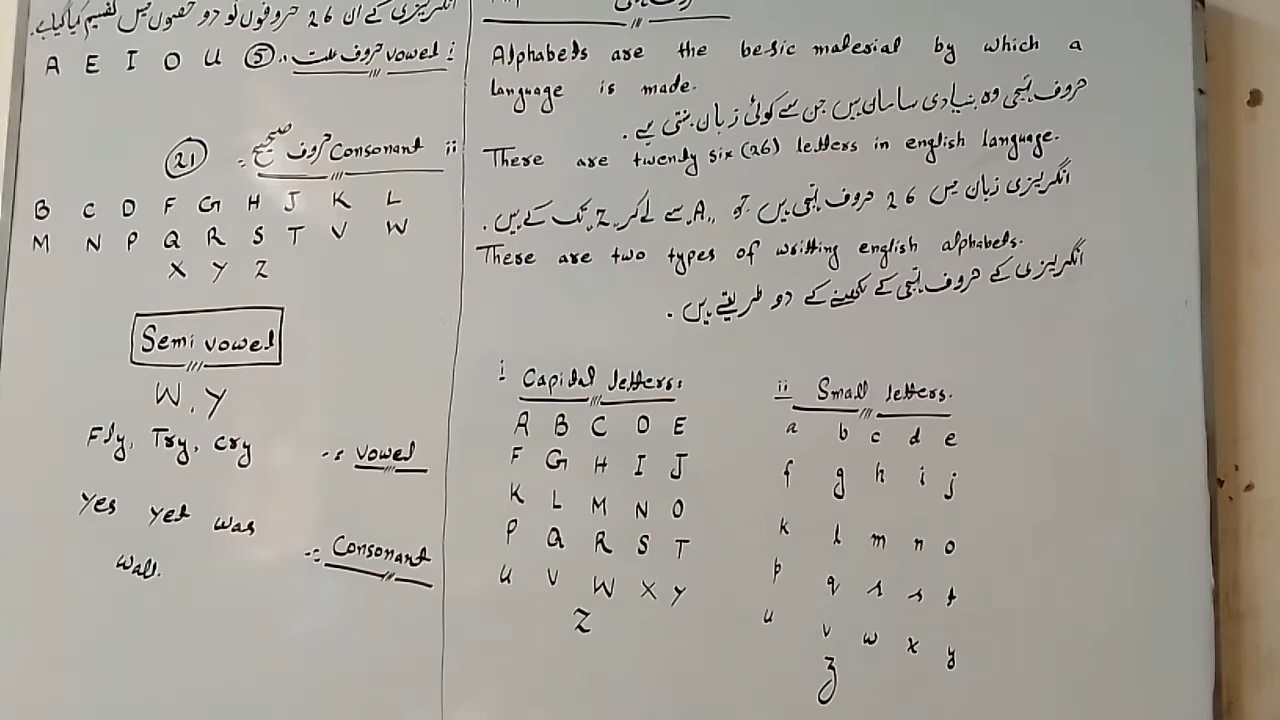 Alphabets are the besic material by which a
language is made.
حروف تہجی وہ بنیادی سامان ہیں جن سے کوئی زبان بنتی ہے.
There are twenty six (26) letters in english language.
انگریزی زبان میں 26 حروف تہجی ہیں جو "A" سے لے کر Z تک کے ہیں.
There are two types of writting english alphabets.
انگریزی کے حروف تہجی کے لکھنے کے دو طریقے ہیں.
i Capital letters:
A B C D E
F G H I J
K L M N O
P Q R S T
U V W X Y
Z
ii Small letters.
a b c d e
f g h i j
k l m n o
p q r s t
u v w x y
z
انگریزی کے ان 26 حروفوں کو دو حصوں میں تقسیم کیا گیا ہے.
i vowel حروف علت 5
A E I O U
ii Consonant حروف صحیح 21
B C D F G H J K L
M N P Q R S T V W
X Y Z
Semi vowel
W, Y
Fly, Try, cry -: vowel
Yes yet was
wall. -: Consonant